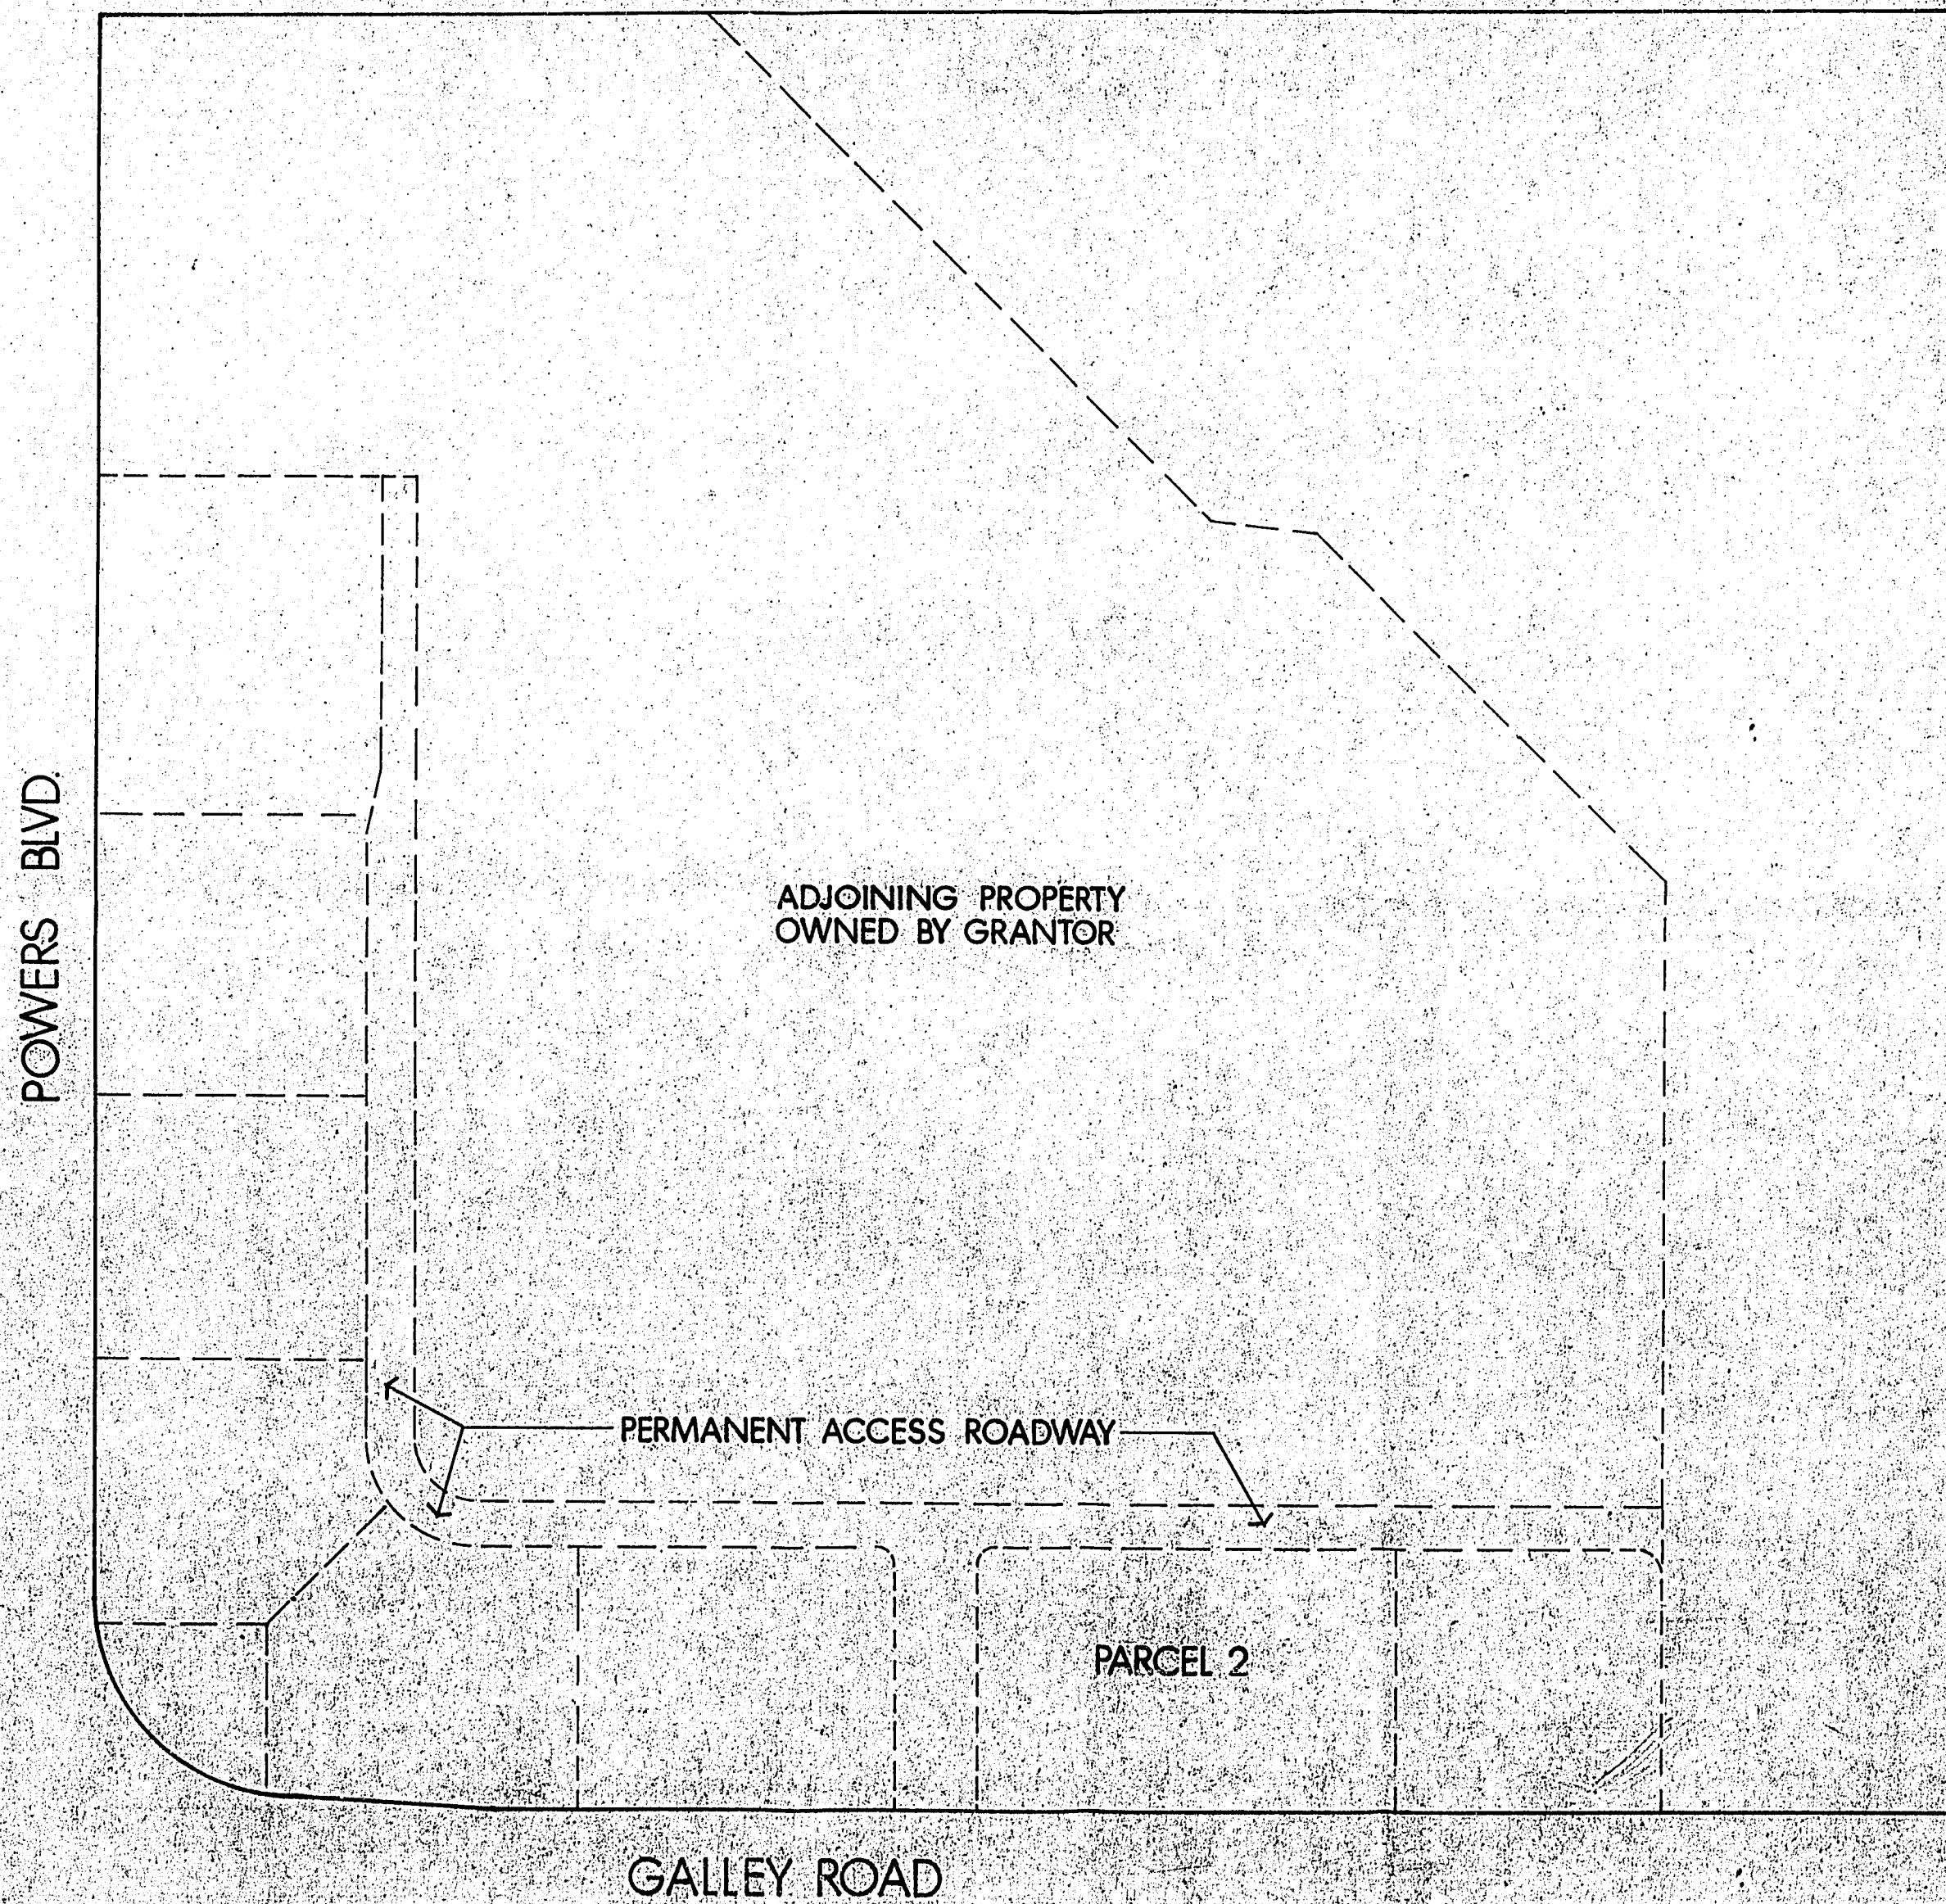 POWERS BLVD.
ADJOINING PROPERTY
OWNED BY GRANTOR
PERMANENT ACCESS ROADWAY
PARCEL 2
GALLEY ROAD